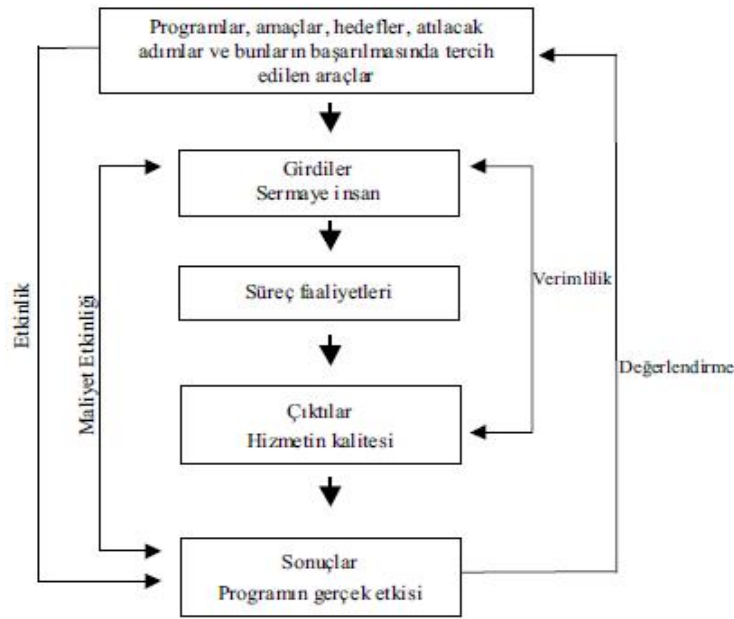 Programlar, amaçlar, hedefler, atılacak
adımlar ve bunların başarılmasında tercih
edilen araçlar
Girdiler
Sermaye insan
Süreç faaliyetleri
Çıktılar
Hizmetin kalitesi
Sonuçlar
Programın gerçek etkisi
Etkinlik
Maliyet Etkinliği
Verimlilik
Değerlendirme